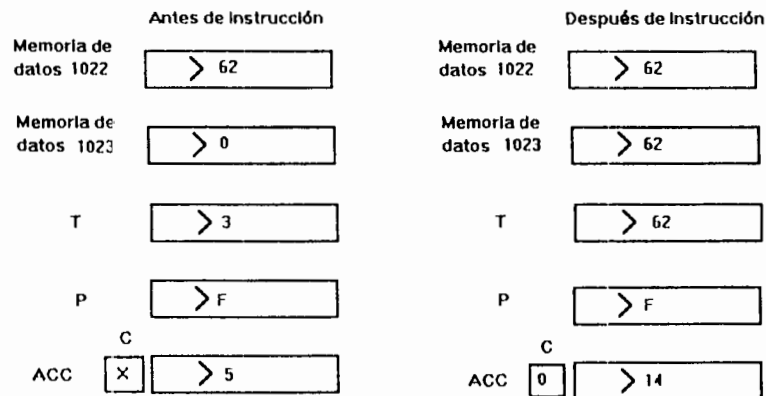 Antes de Instrucción
Después de Instrucción
Memoria de
datos 1022
> 62
Memoria de
datos 1022
> 62
Memoria de
datos 1023
> 0
Memoria de
datos 1023
> 62
T
> 3
T
> 62
P
> F
P
> F
C
ACC
X
> 5
C
ACC
0
> 14